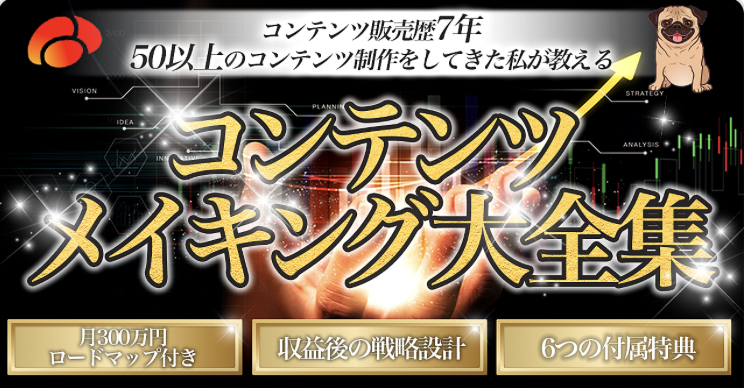 コンテンツ販売歴7年
50以上のコンテンツ制作をしてきた私が教える
VISION
STRATEGY
PLANNING
IDEA
コンテンツ
ANALYSIS
メイキング大全集
月300万円
ロードマップ付き
収益後の戦略設計
6つの付属特典